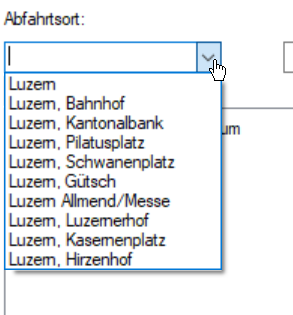 Abfahrtsort:
Luzern
Luzern, Bahnhof
Luzern, Kantonalbank
um
Luzern, Pilatusplatz
Luzern, Schwanenplatz
Luzern, Gütsch
Luzern Allmend/Messe
Luzern, Luzernerhof
Luzern, Kasernenplatz
Luzern, Hirzenhof